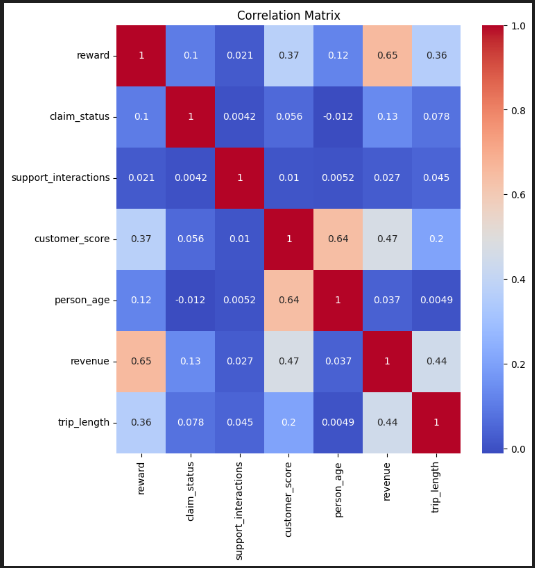 Correlation Matrix
reward 1 0.1 0.021 0.37 0.12 0.65 0.36
claim_status 0.1 1 0.0042 0.056 -0.012 0.13 0.078
support_interactions 0.021 0.0042 1 0.01 0.0052 0.027 0.045
customer_score 0.37 0.056 0.01 1 0.64 0.47 0.2
person_age 0.12 -0.012 0.0052 0.64 1 0.037 0.0049
revenue 0.65 0.13 0.027 0.47 0.037 1 0.44
trip_length 0.36 0.078 0.045 0.2 0.0049 0.44 1
reward
claim_status
support_interactions
customer_score
person_age
revenue
trip_length
1.0
0.8
0.6
0.4
0.2
0.0